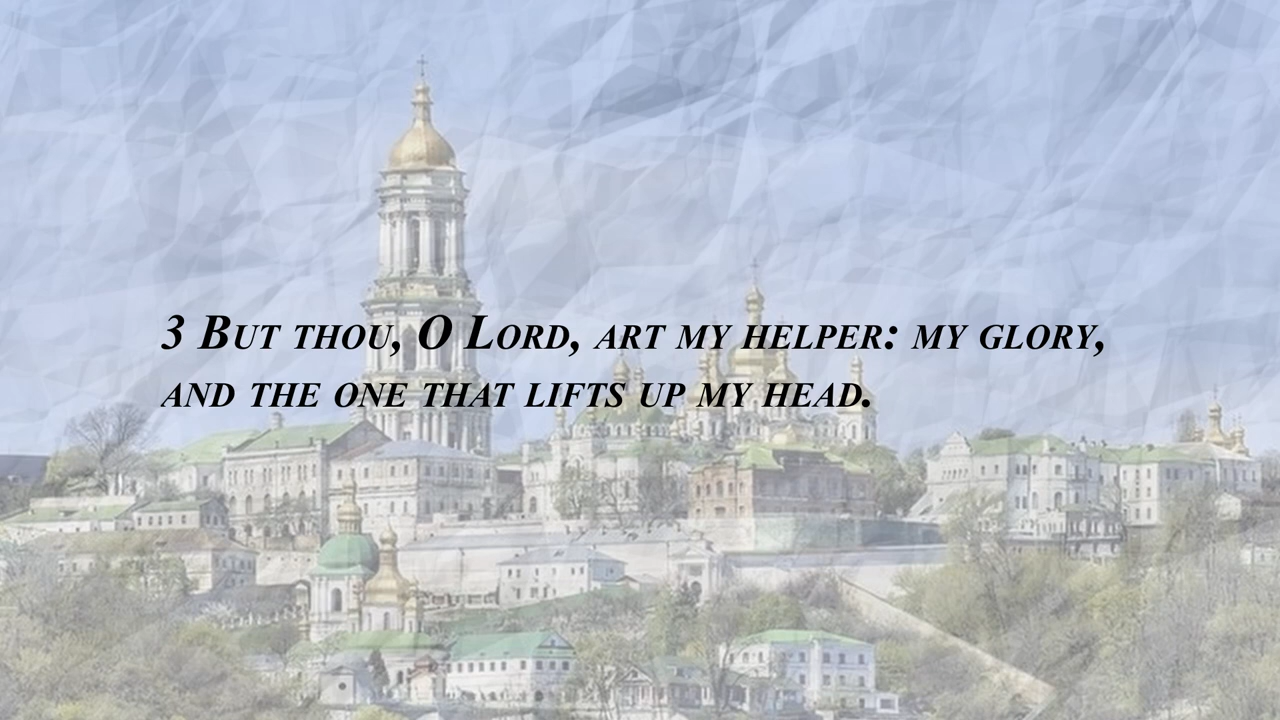 3 But thou, O Lord, art my helper: my glory,
and the one that lifts up my head.